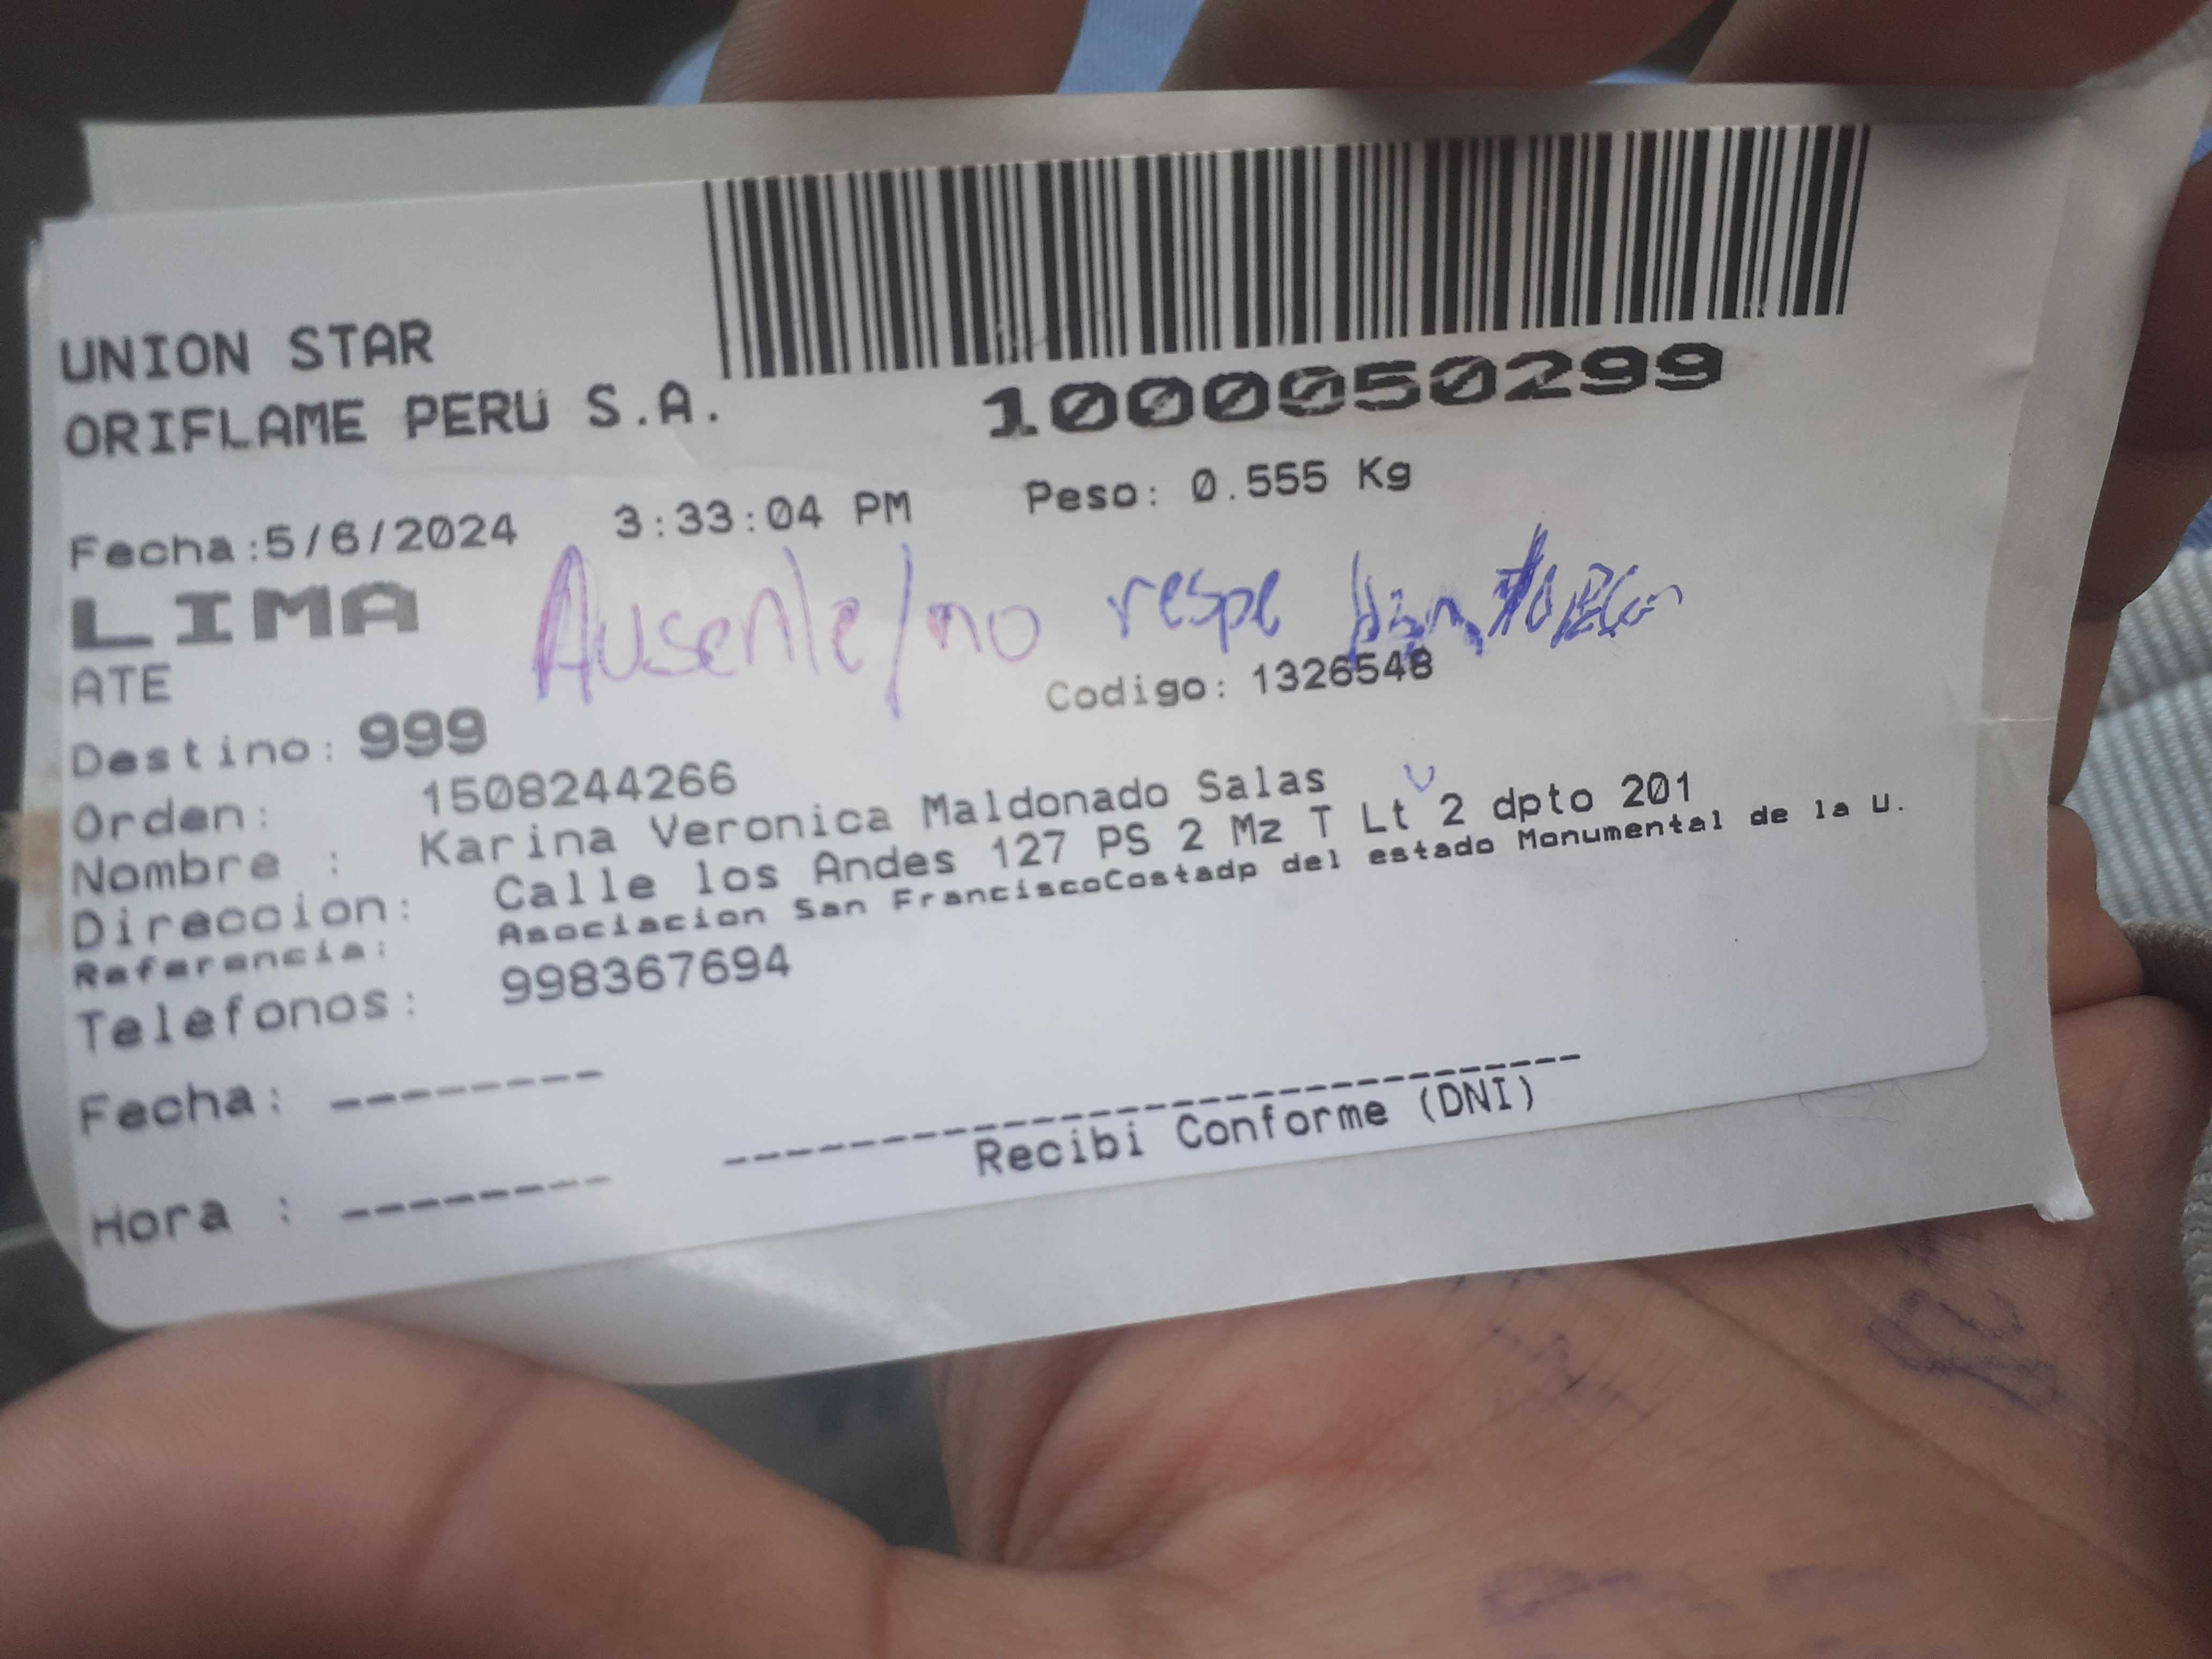 UNION STAR
ORIFLAME PERU S.A.
1000050299
Fecha:5/6/2024 3:33:04 PM Peso: 0.555 Kg
LIMA
Ausente/no respe
ATE
Codigo: 1326548
Destino: 999
Orden: 1508244266
Nombre : Karina Veronica Maldonado Salas
Direccion: Calle los Andes 127 PS 2 Mz T Lt 2 dpto 201
Referencia: Asociacion San FranciscoCostadp del estado Monumental de la U.
Telefonos: 998367694
Fecha: --------
Recibi Conforme (DNI)
Hora : --------